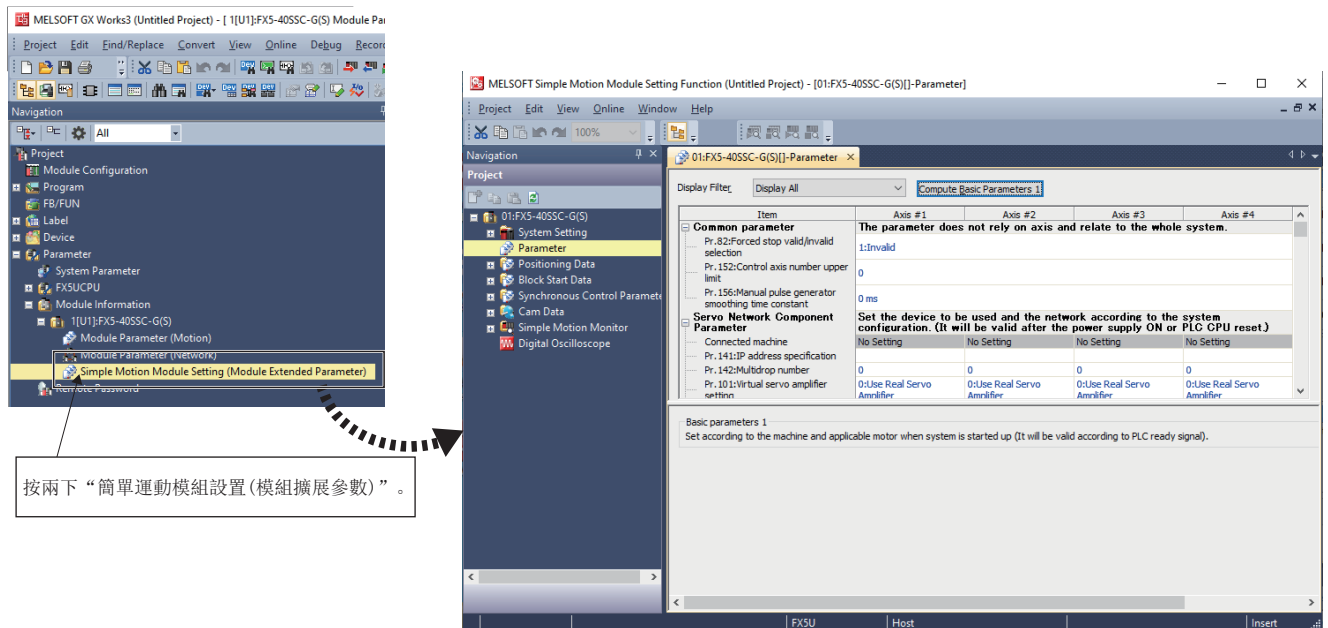 MELSOFT GX Works3 (Untitled Project) - [ 1[U1]:FX5-40SSC-G(S) Module Par
Project Edit Find/Replace Convert View Online Debug Record
Navigation
All
Project
Module Configuration
Program
FB/FUN
Label
Device
Parameter
System Parameter
FX5UCPU
Module Information
1[U1]:FX5-40SSC-G(S)
Module Parameter (Motion)
Module Parameter (Network)
Simple Motion Module Setting (Module Extended Parameter)
Remote Password
按兩下“簡單運動模組設置(模組擴展參數)”。
MELSOFT Simple Motion Module Setting Function (Untitled Project) - [01:FX5-40SSC-G(S)[]-Parameter]
Project Edit View Online Window Help
100%
Navigation
Project
01:FX5-40SSC-G(S)
System Setting
Parameter
Positioning Data
Block Start Data
Synchronous Control Paramete
Cam Data
Simple Motion Monitor
Digital Oscilloscope
01:FX5-40SSC-G(S)[]-Parameter
Display Filter Display All Compute Basic Parameters 1
Item Axis #1 Axis #2 Axis #3 Axis #4
Common parameter The parameter does not rely on axis and relate to the whole system.
Pr.82:Forced stop valid/invalid
selection
1:Invalid
Pr.152:Control axis number upper
limit
0
Pr.156:Manual pulse generator
smoothing time constant
0 ms
Servo Network Component
Parameter
Set the device to be used and the network according to the system
configuration. (It will be valid after the power supply ON or PLC CPU reset.)
Connected machine No Setting No Setting No Setting No Setting
Pr.141:IP address specification
Pr.142:Multidrop number 0 0 0 0
Pr.101:Virtual servo amplifier
setting
0:Use Real Servo 0:Use Real Servo 0:Use Real Servo 0:Use Real Servo
Amplifier Amplifier Amplifier Amplifier
Basic parameters 1
Set according to the machine and applicable motor when system is started up (It will be valid according to PLC ready signal).
FX5U Host Insert